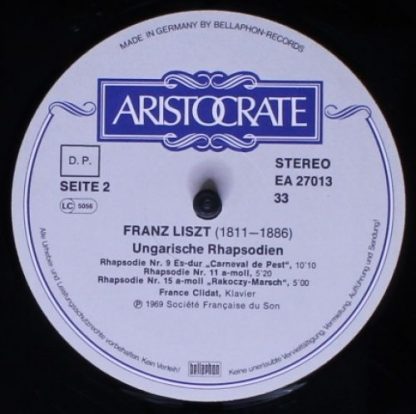 MADE IN GERMANY BY BELLAPHON-RECORDS
ARISTOCRATE
D. P.
STEREO
SEITE 2
EA 27013
LC 5056
33
FRANZ LISZT (1811—1886)
Ungarische Rhapsodien
Rhapsodie Nr. 9 Es-dur „Carneval de Pest“, 10'10
Rhapsodie Nr. 11 a-moll, 5'20
Rhapsodie Nr. 15 a-moll „Rakoczy-Marsch“, 5'00
France Clidat, Klavier
Ⓟ 1969 Société Française du Son
Alle Urheber- und Leistungsschutzrechte vorbehalten. Kein Verleih!
Keine unerlaubte Vervielfältigung, Vermietung, Aufführung und Sendung!
bellaphon